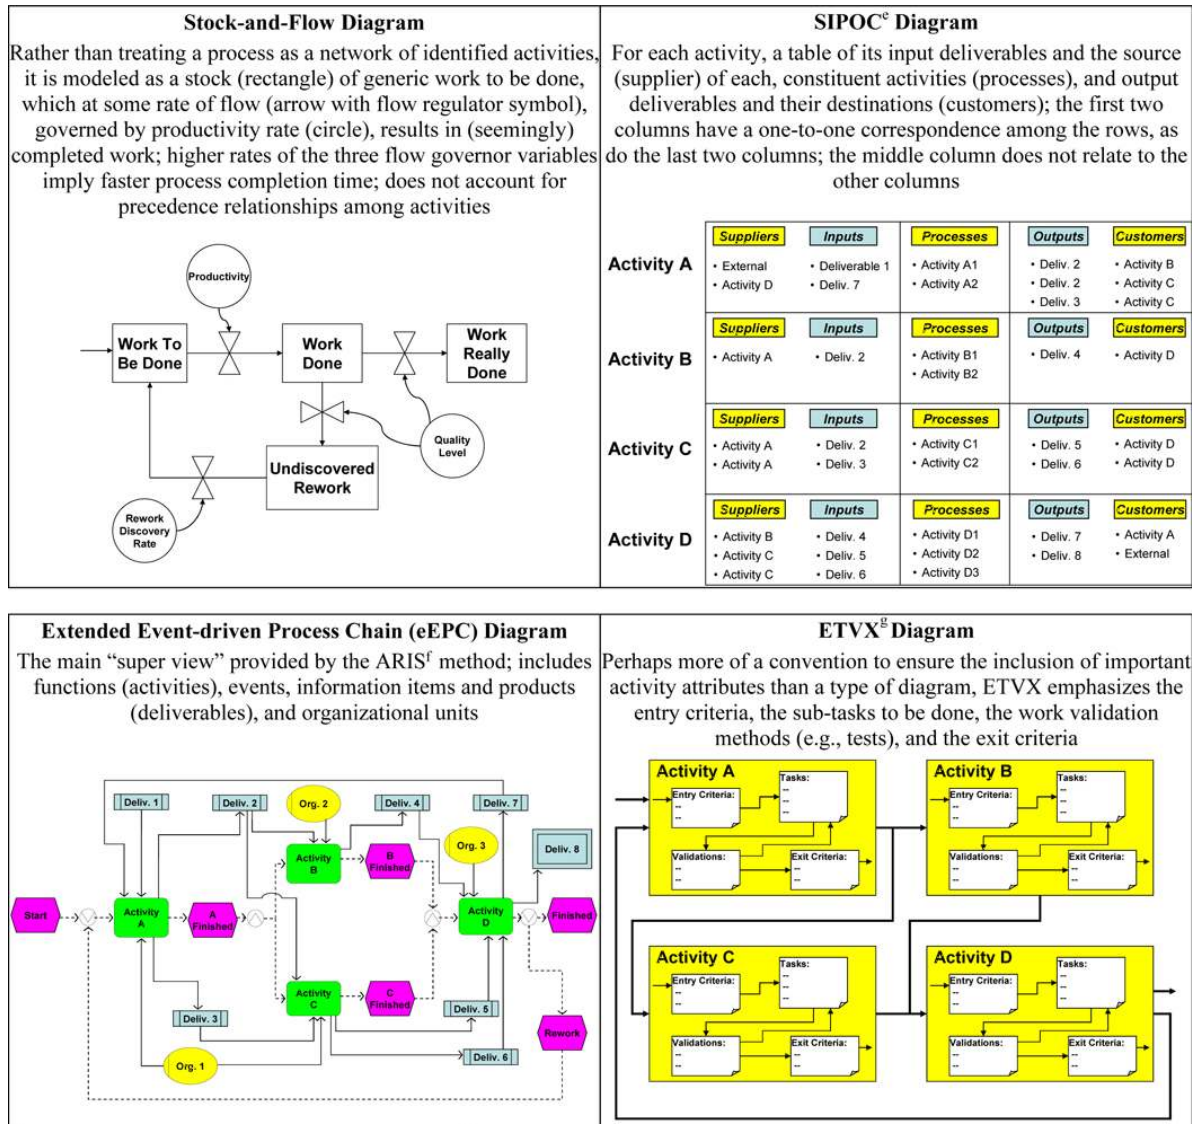 Stock-and-Flow Diagram
Rather than treating a process as a network of identified activities,
it is modeled as a stock (rectangle) of generic work to be done,
which at some rate of flow (arrow with flow regulator symbol),
governed by productivity rate (circle), results in (seemingly)
completed work; higher rates of the three flow governor variables
imply faster process completion time; does not account for
precedence relationships among activities
Productivity
Work To
Be Done
Work
Done
Work
Really
Done
Quality
Level
Undiscovered
Rework
Rework
Discovery
Rate
SIPOCᵉ Diagram
For each activity, a table of its input deliverables and the source
(supplier) of each, constituent activities (processes), and output
deliverables and their destinations (customers); the first two
columns have a one-to-one correspondence among the rows, as
do the last two columns; the middle column does not relate to the
other columns
Activity A
Suppliers Inputs Processes Outputs Customers
• External • Deliverable 1 • Activity A1 • Deliv. 2 • Activity B
• Activity D • Deliv. 7 • Activity A2 • Deliv. 2 • Activity C
• Deliv. 3 • Activity C
Activity B
Suppliers Inputs Processes Outputs Customers
• Activity A • Deliv. 2 • Activity B1 • Deliv. 4 • Activity D
• Activity B2
Activity C
Suppliers Inputs Processes Outputs Customers
• Activity A • Deliv. 2 • Activity C1 • Deliv. 5 • Activity D
• Activity A • Deliv. 3 • Activity C2 • Deliv. 6 • Activity D
Activity D
Suppliers Inputs Processes Outputs Customers
• Activity B • Deliv. 4 • Activity D1 • Deliv. 7 • Activity A
• Activity C • Deliv. 5 • Activity D2 • Deliv. 8 • External
• Activity C • Deliv. 6 • Activity D3
Extended Event-driven Process Chain (eEPC) Diagram
The main “super view” provided by the ARISᶠ method; includes
functions (activities), events, information items and products
(deliverables), and organizational units
Deliv. 1
Deliv. 2
Org. 2
Deliv. 4
Deliv. 7
Org. 3
Deliv. 8
Activity
B
B
Finished
Start
Activity
A
A
Finished
Activity
D
Finished
Activity
C
C
Finished
Deliv. 3
Deliv. 5
Rework
Org. 1
Deliv. 6
ETVXᵍ Diagram
Perhaps more of a convention to ensure the inclusion of important
activity attributes than a type of diagram, ETVX emphasizes the
entry criteria, the sub-tasks to be done, the work validation
methods (e.g., tests), and the exit criteria
Activity A
Tasks:
--
--
--
Entry Criteria:
--
--
Validations:
--
--
Exit Criteria:
--
--
Activity B
Tasks:
--
--
--
Entry Criteria:
--
--
Validations:
--
--
Exit Criteria:
--
--
Activity C
Tasks:
--
--
--
Entry Criteria:
--
--
Validations:
--
--
Exit Criteria:
--
--
Activity D
Tasks:
--
--
--
Entry Criteria:
--
--
Validations:
--
--
Exit Criteria:
--
--